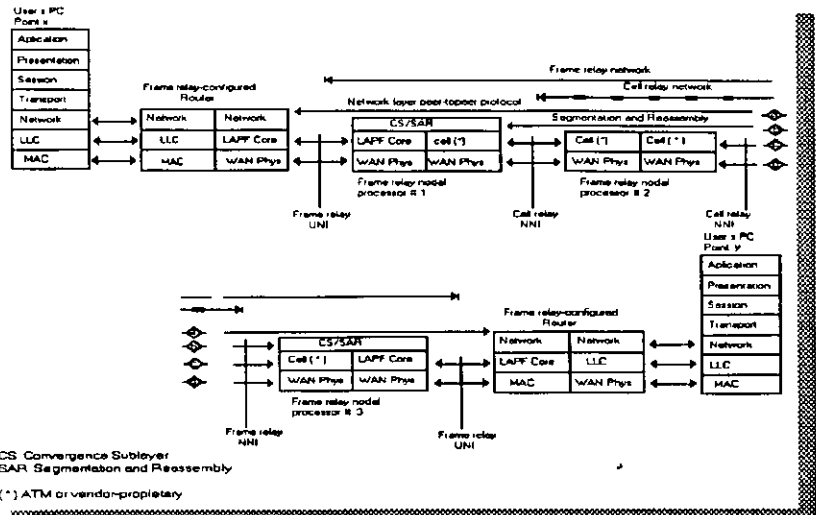 User s PC
Point x
Aplication
Presentation
Session
Transport
Network
LLC
MAC
Frame relay-configured
Router
Network Network
LLC LAPF Core
MAC WAN Phys
Frame relay network
Cell relay network
Network layer peer-topeer protocol
Segmentation and Reassembly
CS/SAR
LAPF Core cell (*)
WAN Phys WAN Phys
Frame relay nodal
processor # 1
Cell (*) Cell (*)
WAN Phys WAN Phys
Frame relay nodal
processor # 2
Frame relay
UNI
Cell relay
NNI
Cell relay
NNI
User s PC
Point y
Aplication
Presentation
Session
Transport
Network
LLC
MAC
Frame relay-configured
Router
Network Network
LAPF Core LLC
MAC WAN Phys
CS/SAR
Cell (*) LAPF Core
WAN Phys WAN Phys
Frame relay nodal
processor # 3
Frame relay
NNI
Frame relay
UNI
CS Convergence Sublayer
SAR Segmentation and Reassembly
(*) ATM or vendor-propietary